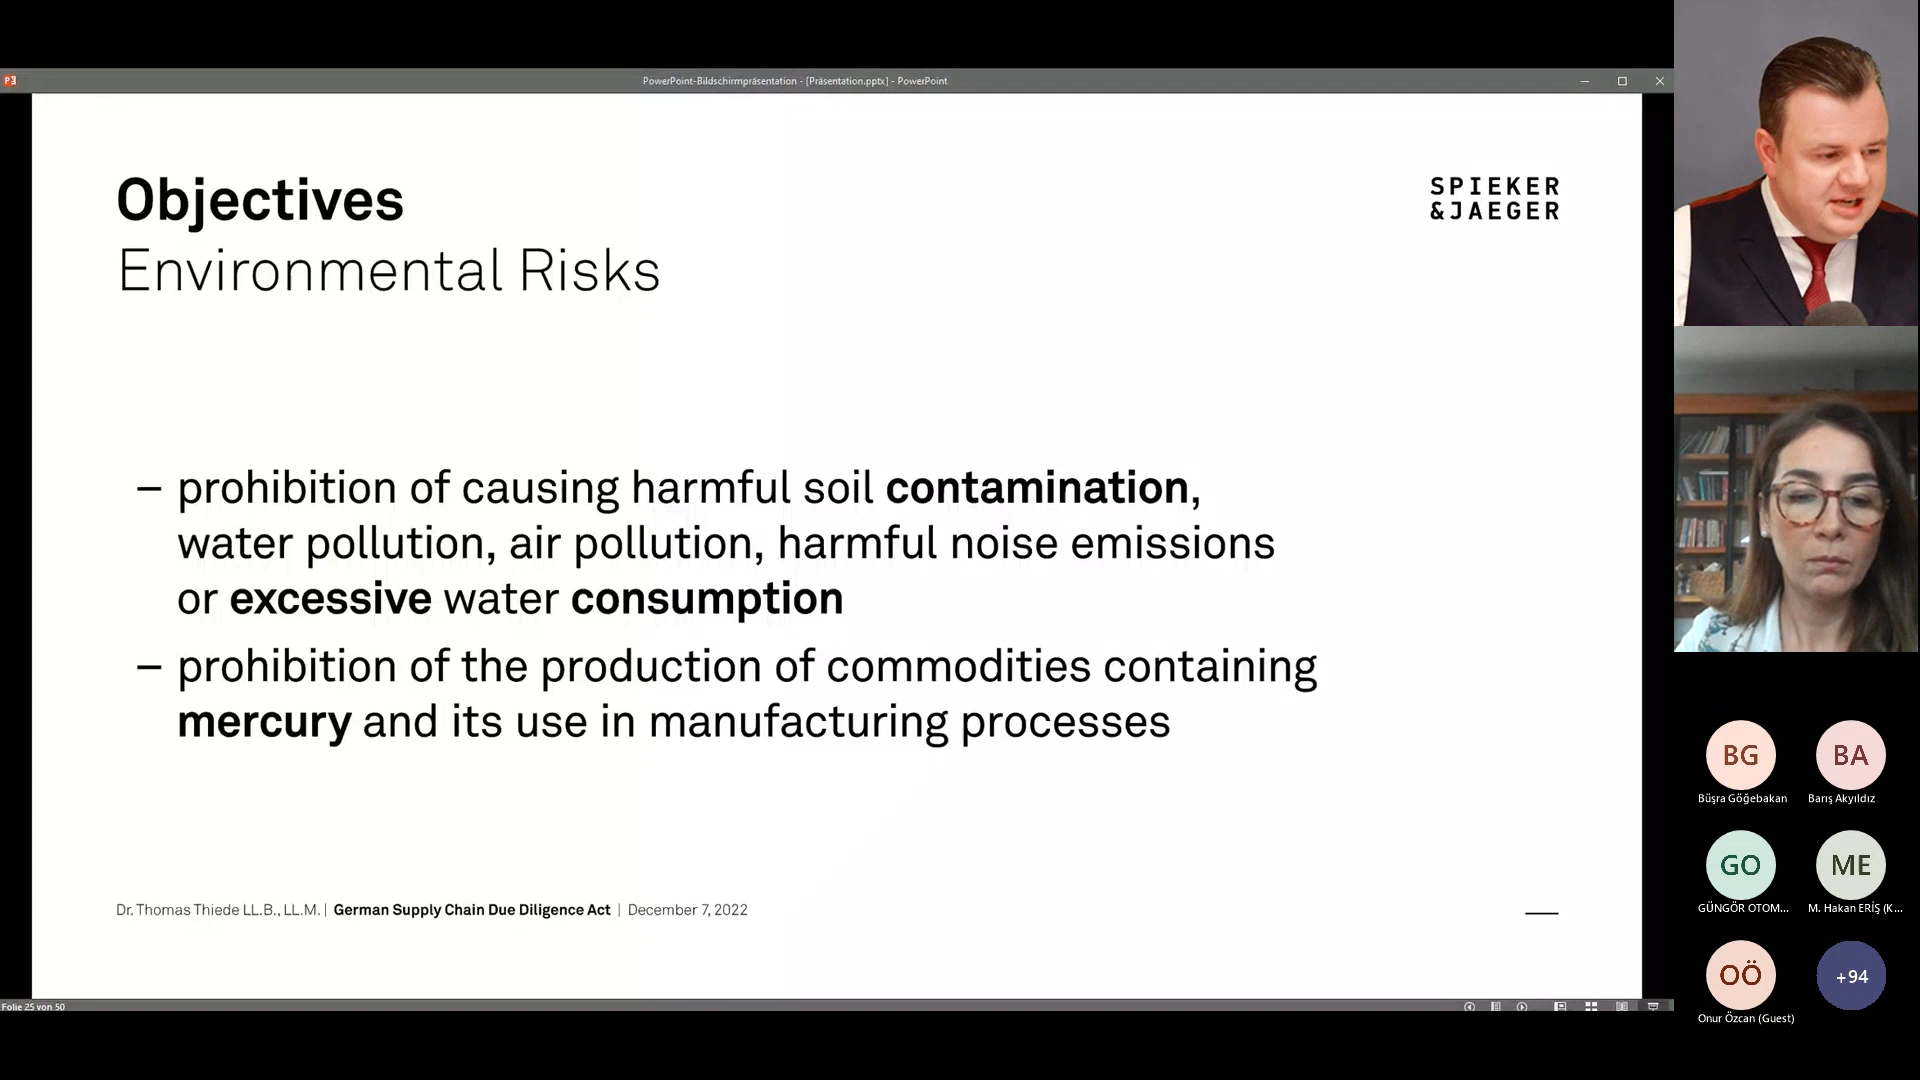 PowerPoint-Bildschirmpräsentation - [Präsentation.pptx] - PowerPoint
Objectives
Environmental Risks
SPIEKER
&JAEGER
– prohibition of causing harmful soil contamination,
water pollution, air pollution, harmful noise emissions
or excessive water consumption
– prohibition of the production of commodities containing
mercury and its use in manufacturing processes
Dr. Thomas Thiede LL.B., LL.M. | German Supply Chain Due Diligence Act | December 7, 2022
Folie 25 von 50
BG
Büşra Göğebakan
BA
Barış Akyıldız
GO
GÜNGÖR OTOM...
ME
M. Hakan ERİŞ (K...
OÖ
Onur Özcan (Guest)
+94